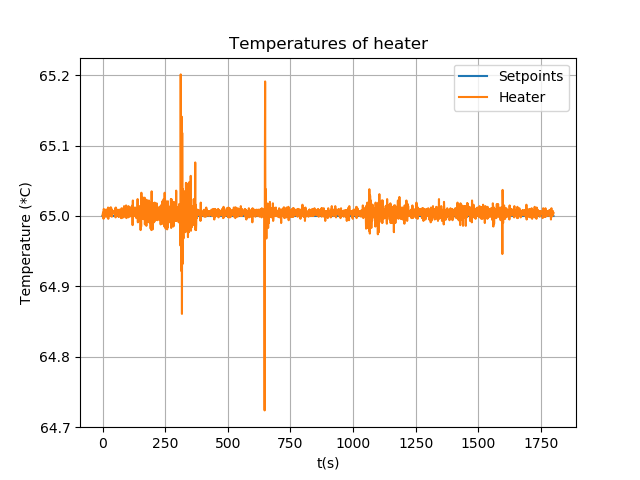 Temperatures of heater
Setpoints
Heater
65.2
65.1
65.0
64.9
64.8
64.7
Temperature (*C)
0
250
500
750
1000
1250
1500
1750
t(s)